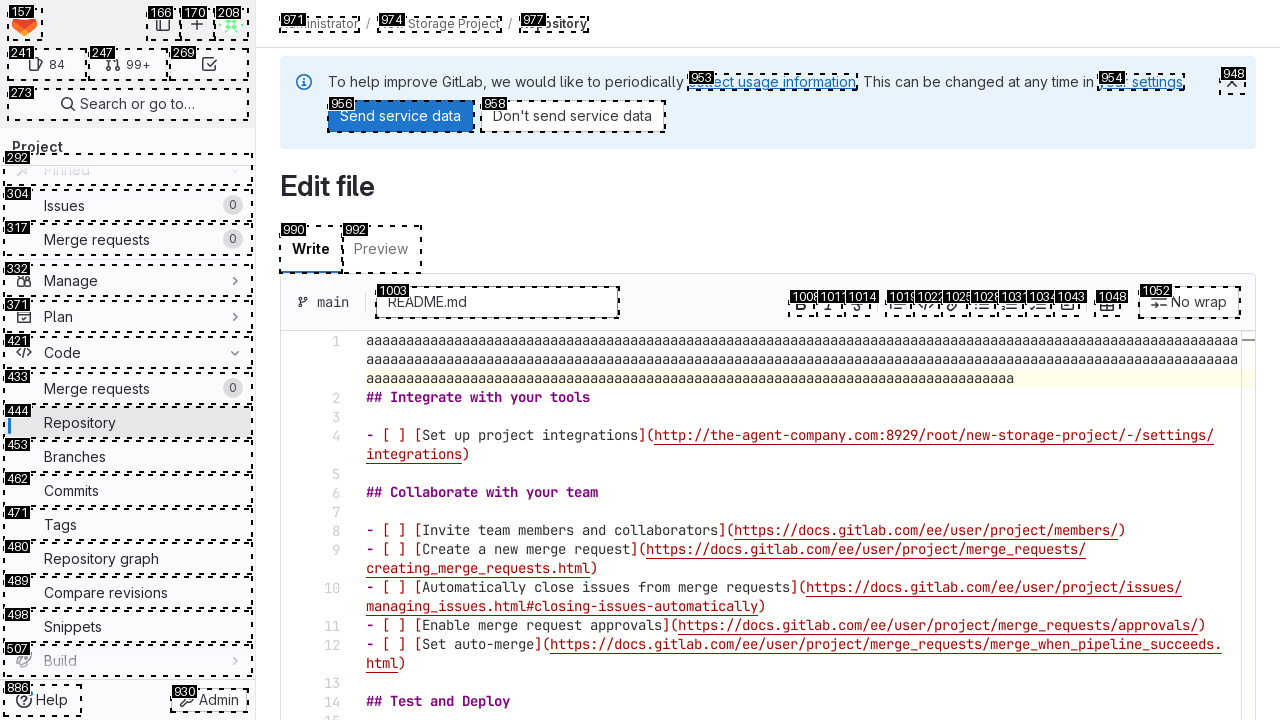 157
166
170
208
241 84
247 99+
269
273 Search or go to…
Project
292 Pinned
304 Issues 0
317 Merge requests 0
332 Manage
371 Plan
421 Code
433 Merge requests 0
444 Repository
453 Branches
462 Commits
471 Tags
480 Repository graph
489 Compare revisions
498 Snippets
507 Build
886 Help
930 Admin
971 Administrator / 974 Storage Project / 977 Repository
To help improve GitLab, we would like to periodically 953 collect usage information. This can be changed at any time in 954 your settings.
948
956 Send service data
958 Don't send service data
Edit file
990 Write
992 Preview
main
1003 README.md
1008 1011 1014 1019 1022 1025 1028 1031 1034 1043 1048
1052 No wrap
1 aaaaaaaaaaaaaaaaaaaaaaaaaaaaaaaaaaaaaaaaaaaaaaaaaaaaaaaaaaaaaaaaaaaaaaaaaaaaaaaaaaaaaaaaaaaaaaaaaaaaaaaaaaaaa
aaaaaaaaaaaaaaaaaaaaaaaaaaaaaaaaaaaaaaaaaaaaaaaaaaaaaaaaaaaaaaaaaaaaaaaaaaaaaaaaaaaaaaaaaaaaaaaaaaaaaaaaaaaaa
aaaaaaaaaaaaaaaaaaaaaaaaaaaaaaaaaaaaaaaaaaaaaaaaaaaaaaaaaaaaaaaaaaaaaaaaaaaaaaaaa
2 ## Integrate with your tools
3
4 - [ ] [Set up project integrations](http://the-agent-company.com:8929/root/new-storage-project/-/settings/
integrations)
5
6 ## Collaborate with your team
7
8 - [ ] [Invite team members and collaborators](https://docs.gitlab.com/ee/user/project/members/)
9 - [ ] [Create a new merge request](https://docs.gitlab.com/ee/user/project/merge_requests/
creating_merge_requests.html)
10 - [ ] [Automatically close issues from merge requests](https://docs.gitlab.com/ee/user/project/issues/
managing_issues.html#closing-issues-automatically)
11 - [ ] [Enable merge request approvals](https://docs.gitlab.com/ee/user/project/merge_requests/approvals/)
12 - [ ] [Set auto-merge](https://docs.gitlab.com/ee/user/project/merge_requests/merge_when_pipeline_succeeds.
html)
13
14 ## Test and Deploy
15